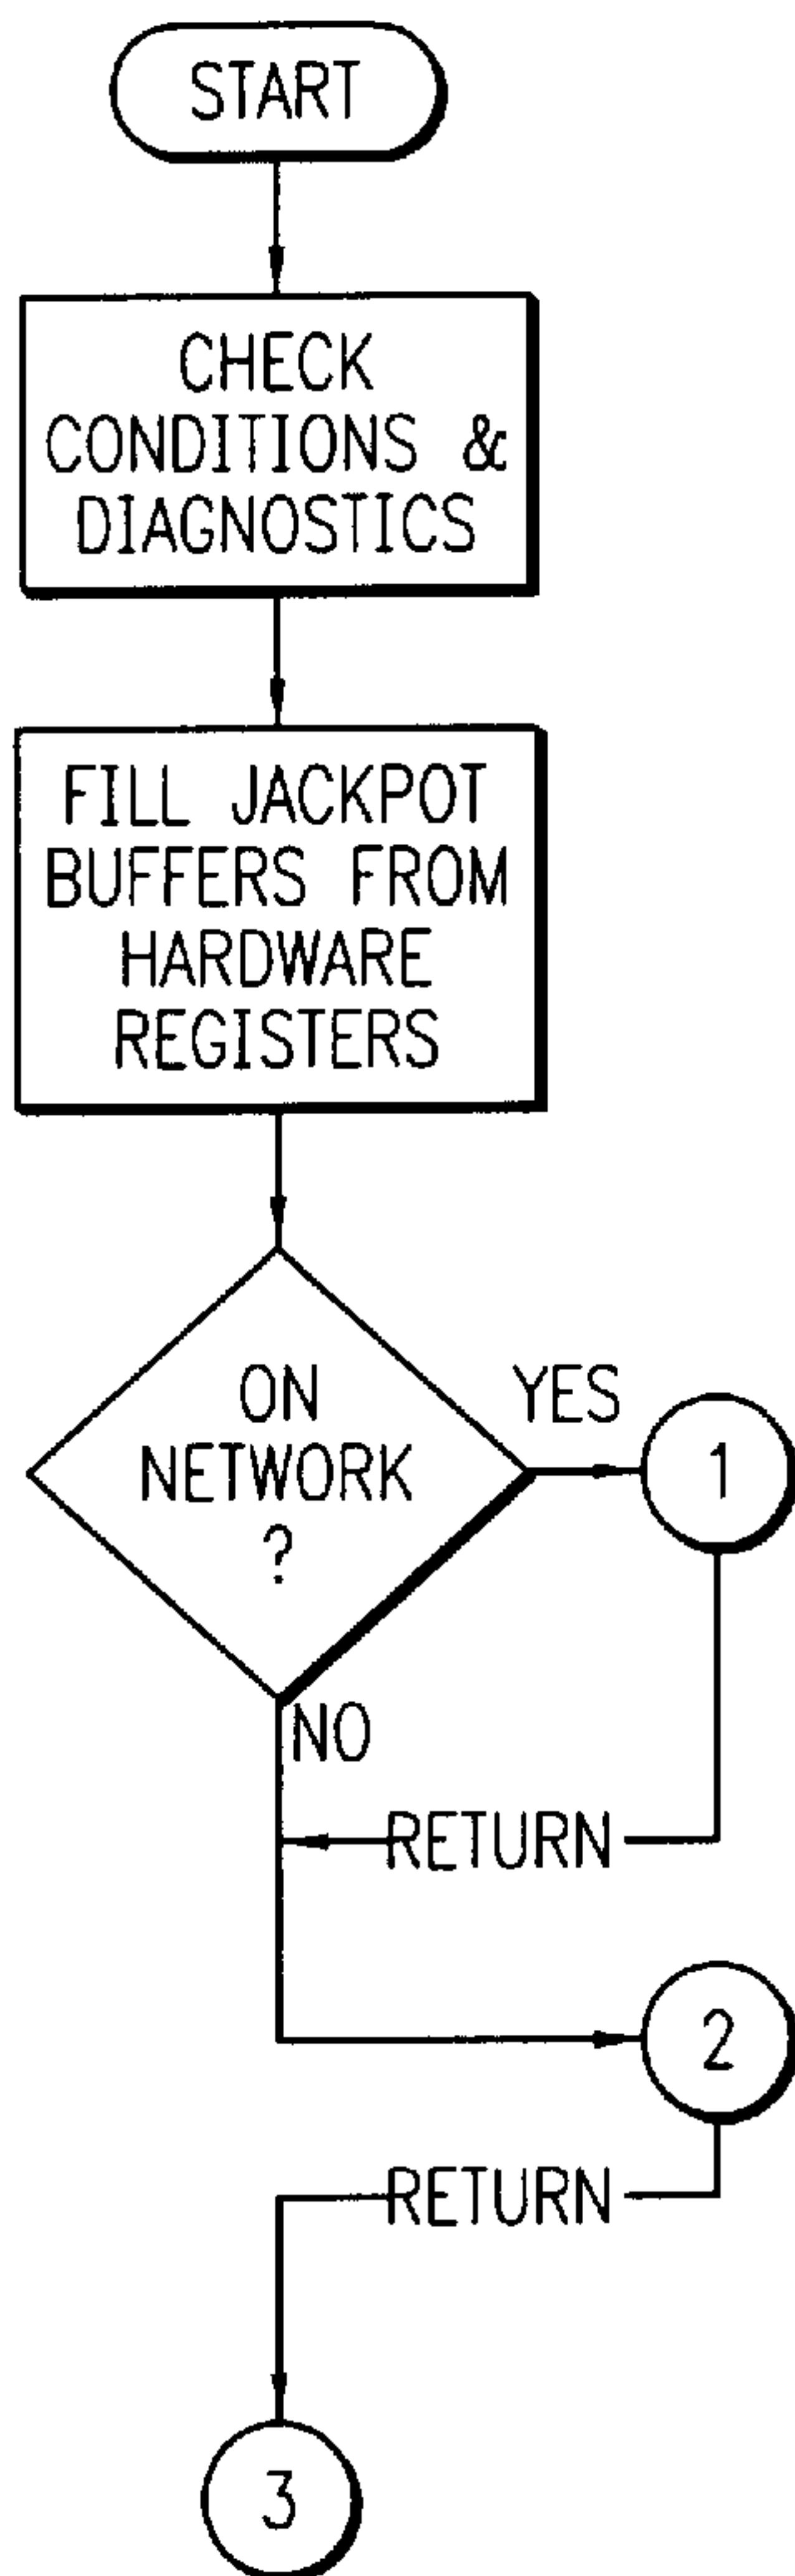 START
CHECK
CONDITIONS &
DIAGNOSTICS
FILL JACKPOT
BUFFERS FROM
HARDWARE
REGISTERS
ON
NETWORK
?
YES
1
NO
RETURN
2
RETURN
3